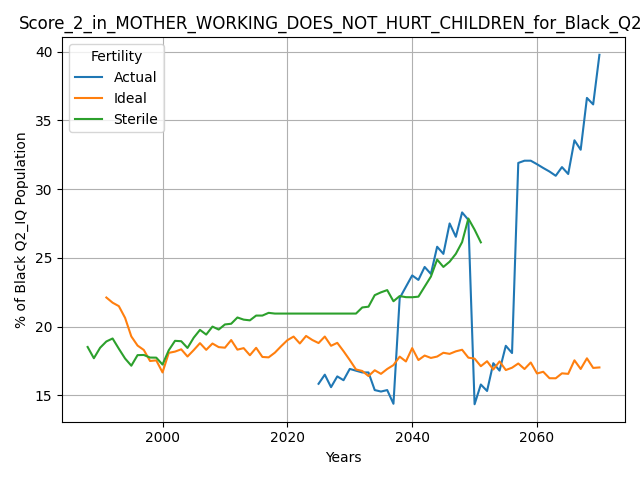 Score_2_in_MOTHER_WORKING_DOES_NOT_HURT_CHILDREN_for_Black_Q2
Fertility
Actual
Ideal
Sterile
% of Black Q2_IQ Population
40
35
30
25
20
15
2000
2020
2040
2060
Years